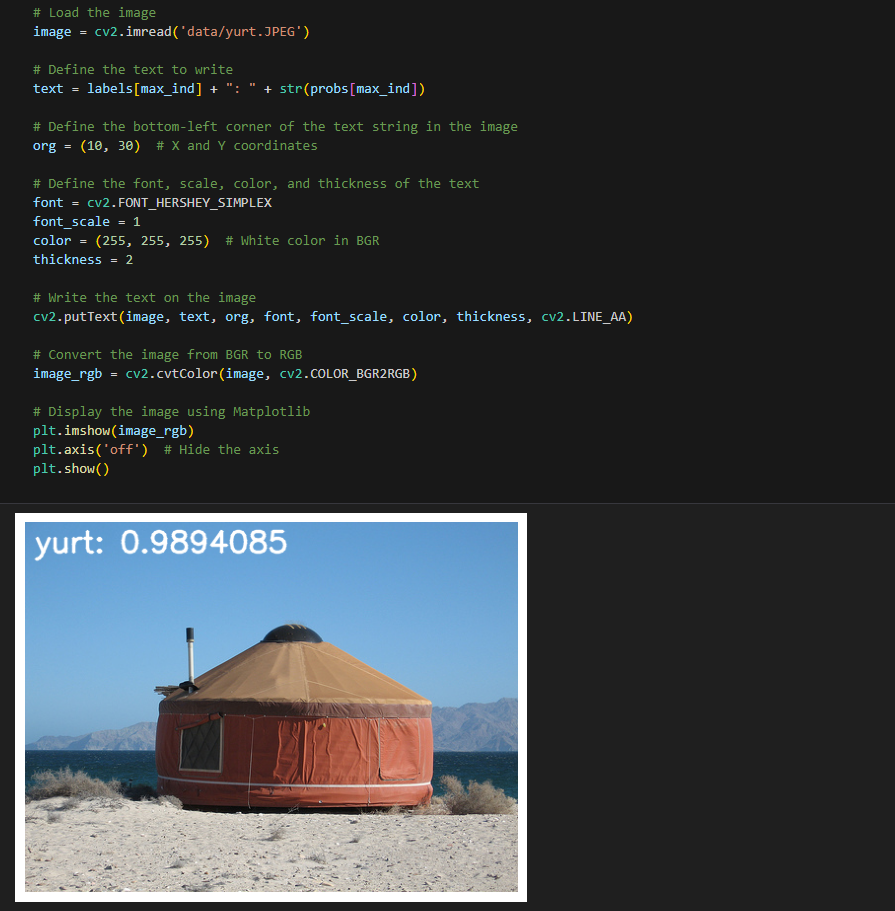 # Load the image
image = cv2.imread('data/yurt.JPEG')
# Define the text to write
text = labels[max_ind] + ": " + str(probs[max_ind])
# Define the bottom-left corner of the text string in the image
org = (10, 30)  # X and Y coordinates
# Define the font, scale, color, and thickness of the text
font = cv2.FONT_HERSHEY_SIMPLEX
font_scale = 1
color = (255, 255, 255)  # White color in BGR
thickness = 2
# Write the text on the image
cv2.putText(image, text, org, font, font_scale, color, thickness, cv2.LINE_AA)
# Convert the image from BGR to RGB
image_rgb = cv2.cvtColor(image, cv2.COLOR_BGR2RGB)
# Display the image using Matplotlib
plt.imshow(image_rgb)
plt.axis('off')  # Hide the axis
plt.show()
yurt: 0.9894085